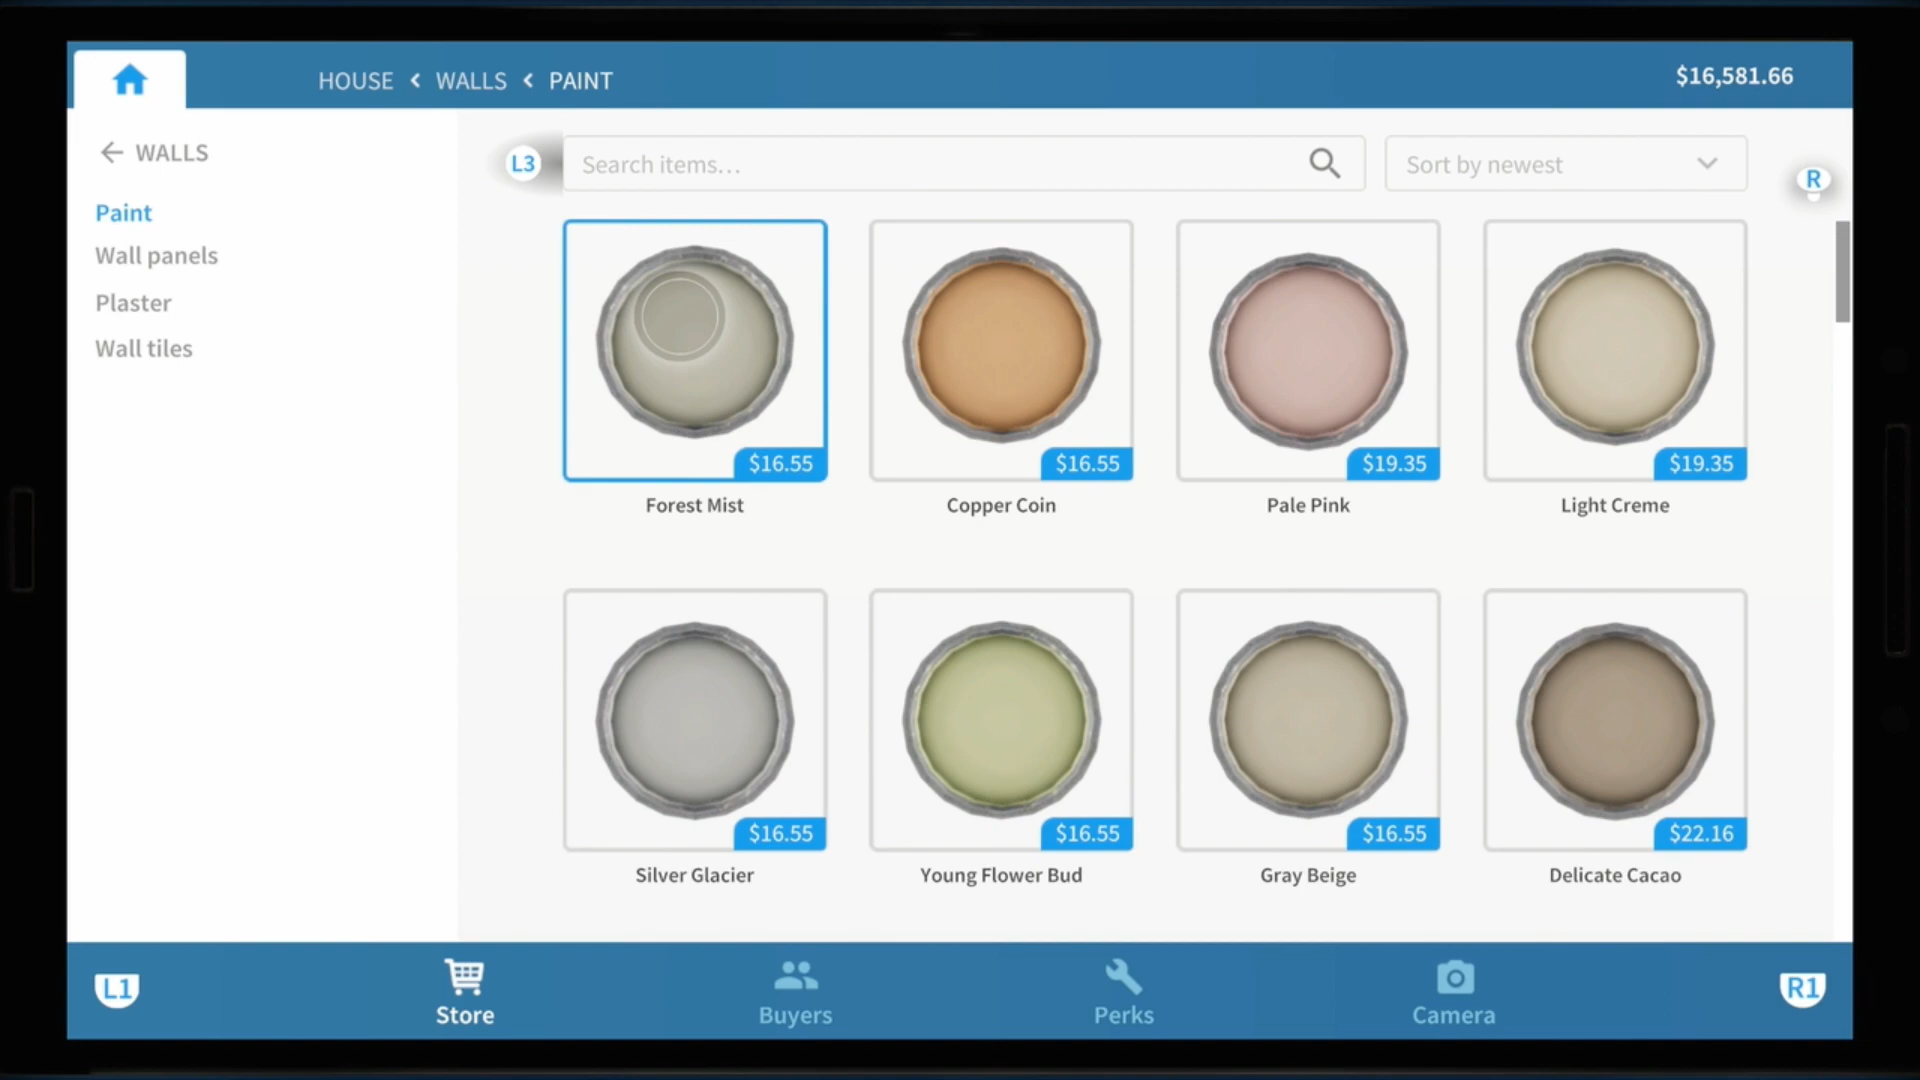 HOUSE < WALLS < PAINT
$16,581.66
WALLS
Paint
Wall panels
Plaster
Wall tiles
L3
Search items...
Sort by newest
R
$16.55
$16.55
$19.35
$19.35
Forest Mist
Copper Coin
Pale Pink
Light Creme
$16.55
$16.55
$16.55
$22.16
Silver Glacier
Young Flower Bud
Gray Beige
Delicate Cacao
L1
Store
Buyers
Perks
Camera
R1